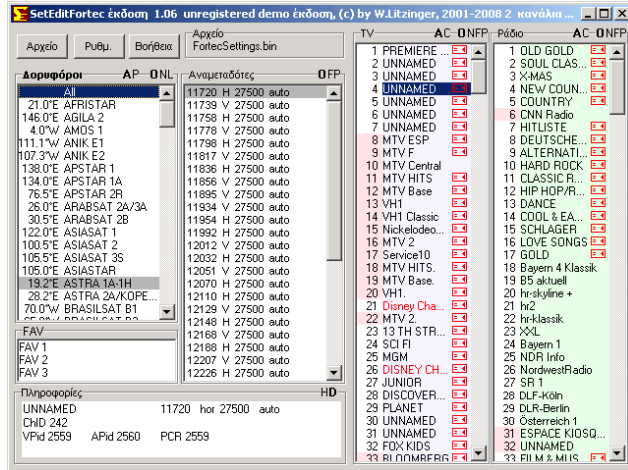 SetEditFortec έκδοση 1.06 unregistered demo έκδοση, (c) by W.Litzinger, 2001-2008 2 κανάλια ...
Αρχείο Ρυθμ. Βοήθεια
Αρχείο
FortecSettings.bin
Δορυφόροι AP ONL
All
21.0°E AFRISTAR
146.0°E AGILA 2
4.0°W AMOS 1
111.1°W ANIK E1
107.3°W ANIK E2
138.0°E APSTAR 1
134.0°E APSTAR 1A
76.5°E APSTAR 2R
26.0°E ARABSAT 2A/3A
30.5°E ARABSAT 2B
122.0°E ASIASAT 1
100.5°E ASIASAT 2
105.5°E ASIASAT 3S
105.0°E ASIASTAR
19.2°E ASTRA 1A-1H
28.2°E ASTRA 2A/KOPE...
70.0°W BRASILSAT B1
BRASILSAT B2
Αναμεταδότες OFP
11720 H 27500 auto
11739 V 27500 auto
11758 H 27500 auto
11778 V 27500 auto
11798 H 27500 auto
11817 V 27500 auto
11836 H 27500 auto
11856 V 27500 auto
11895 V 27500 auto
11934 V 27500 auto
11954 H 27500 auto
11992 H 27500 auto
12012 V 27500 auto
12032 H 27500 auto
12051 V 27500 auto
12070 H 27500 auto
12110 H 27500 auto
12129 V 27500 auto
12148 H 27500 auto
12168 V 27500 auto
12188 H 27500 auto
12207 V 27500 auto
12226 H 27500 auto
FAV
FAV 1
FAV 2
FAV 3
Πληροφορίες HD
UNNAMED 11720 hor 27500 auto
ChID 242
VPid 2559 APid 2560 PCR 2559
TV AC ONFP
1 PREMIERE ...
2 UNNAMED
3 UNNAMED
4 UNNAMED
5 UNNAMED
6 UNNAMED
7 UNNAMED
8 MTV ESP
9 MTV F
10 MTV Central
11 MTV HITS
12 MTV Base
13 VH1
14 VH1 Classic
15 Nickelodeo...
16 MTV 2
17 Service10
18 MTV HITS.
19 MTV Base.
20 VH1.
21 Disney Cha...
22 MTV 2.
23 13 TH STR...
24 SCI FI
25 MGM
26 DISNEY CH...
27 JUNIOR
28 DISCOVER...
29 PLANET
30 UNNAMED
31 UNNAMED
32 FOX KIDS
33 BLOOMBERG
Ράδιο AC ONFP
1 OLD GOLD
2 SOUL CLAS...
3 X-MAS
4 NEW COUN...
5 COUNTRY
6 CNN Radio
7 HITLISTE
8 DEUTSCHE...
9 ALTERNATI...
10 HARD ROCK
11 CLASSIC R...
12 HIP HOP/R...
13 DANCE
14 COOL & EA...
15 SCHLAGER
16 LOVE SONGS
17 GOLD
18 Bayern 4 Klassik
19 B5 aktuell
20 hr-skyline +
21 hr2
22 hr-klassik
23 XXL
24 Bayern 1
25 NDR Info
26 NordwestRadio
27 SR 1
28 DLF-Köln
29 DLR-Berlin
30 Österreich 1
31 ESPACE KIOSQ...
32 UNNAMED
33 FILM & MUS...